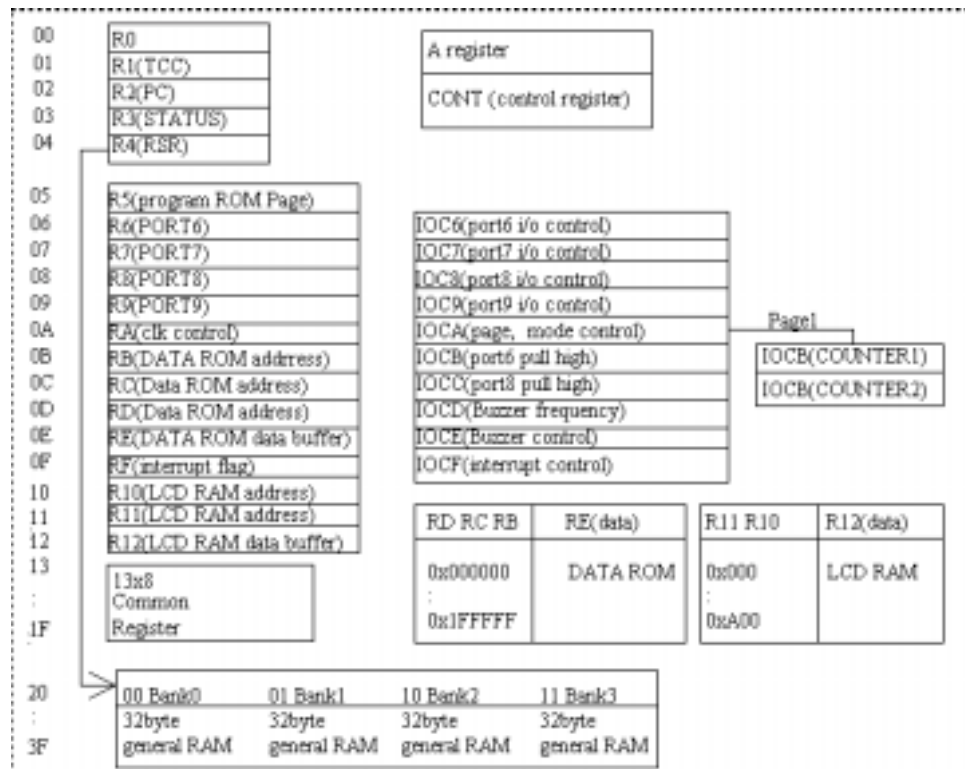 00 R0
01 R1(TCC)
02 R2(PC)
03 R3(STATUS)
04 R4(RSR)
A register
CONT (control register)
05 R5(program ROM Page)
06 R6(PORT6) IOC6(port6 i/o control)
07 R7(PORT7) IOC7(port7 i/o control)
08 R8(PORT8) IOC8(port8 i/o control)
09 R9(PORT9) IOC9(port9 i/o control)
0A RA(clk control) IOCA(page, mode control) Page1
0B RB(DATA ROM addrress) IOCB(port6 pull high) IOCB(COUNTER1)
0C RC(Data ROM address) IOCC(port8 pull high) IOCB(COUNTER2)
0D RD(Data ROM address) IOCD(Buzzer frequency)
0E RE(DATA ROM data buffer) IOCE(Buzzer control)
0F RF(interrupt flag) IOCF(interrupt control)
10 R10(LCD RAM address)
11 R11(LCD RAM address)
12 R12(LCD RAM data buffer)
RD RC RB RE(data) R11 R10 R12(data)
0x000000 DATA ROM 0x000 LCD RAM
: :
0x1FFFFF 0xA00
13 13x8
: Common
1F Register
20 00 Bank0 01 Bank1 10 Bank2 11 Bank3
: 32byte 32byte 32byte 32byte
3F general RAM general RAM general RAM general RAM